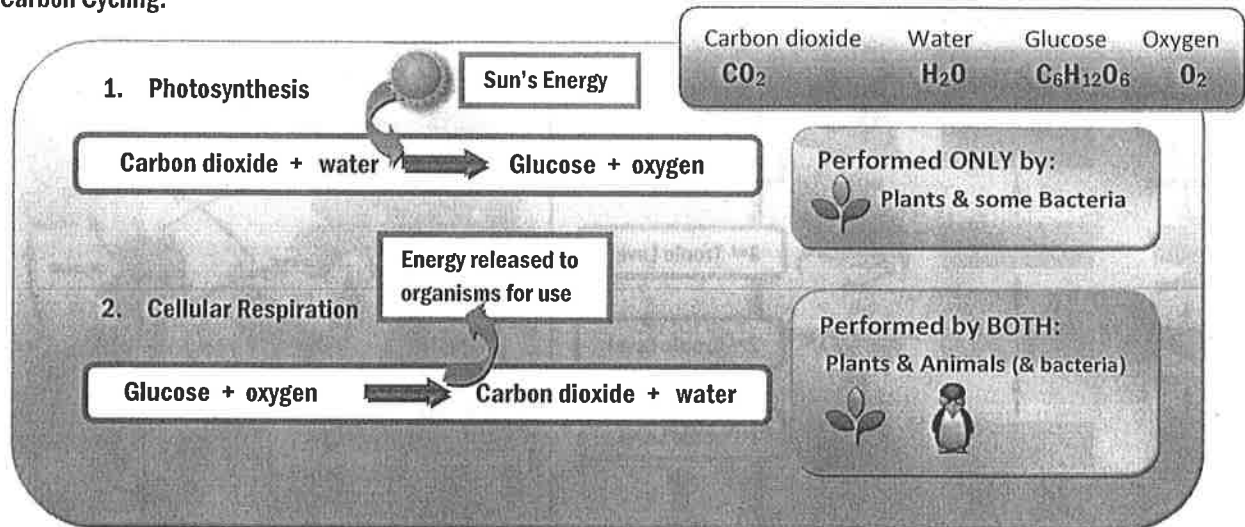 Carbon Cycling:
Carbon dioxide Water Glucose Oxygen
CO₂ H₂O C₆H₁₂O₆ O₂
1. Photosynthesis
Sun's Energy
Carbon dioxide + water Glucose + oxygen
Performed ONLY by:
Plants & some Bacteria
Energy released to
organisms for use
2. Cellular Respiration
Glucose + oxygen Carbon dioxide + water
Performed by BOTH:
Plants & Animals (& bacteria)